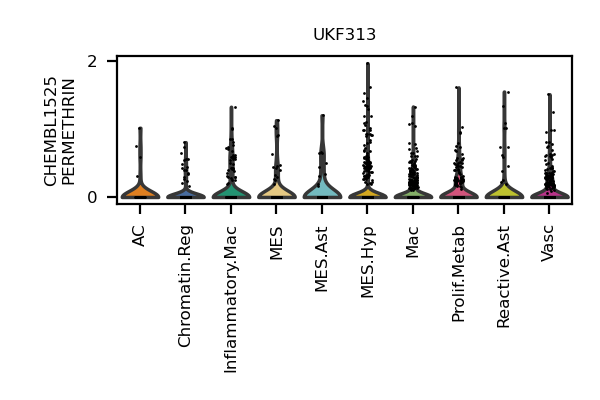 UKF313
CHEMBL1525
PERMETHRIN
2
0
AC
Chromatin.Reg
Inflammatory.Mac
MES
MES.Ast
MES.Hyp
Mac
Prolif.Metab
Reactive.Ast
Vasc